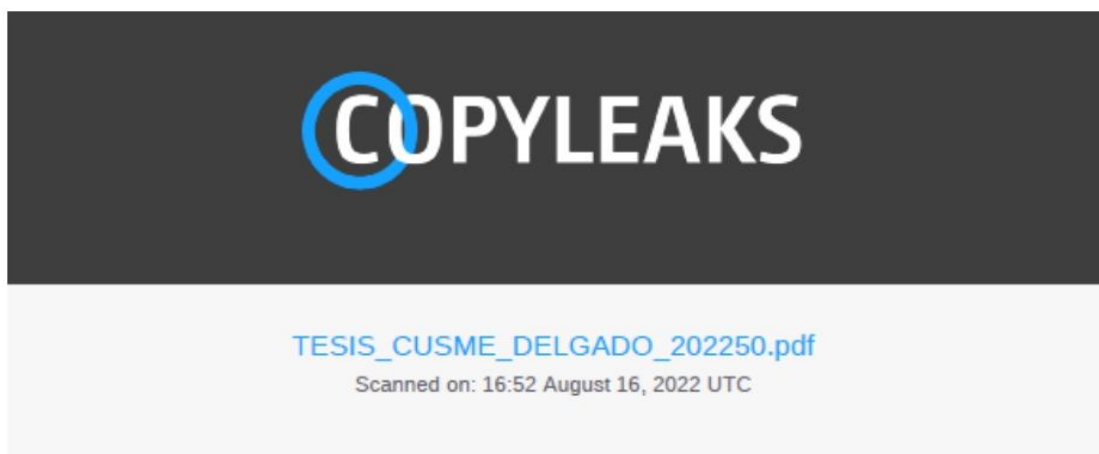 COPYLEAKS
TESIS_CUSME_DELGADO_202250.pdf
Scanned on: 16:52 August 16, 2022 UTC